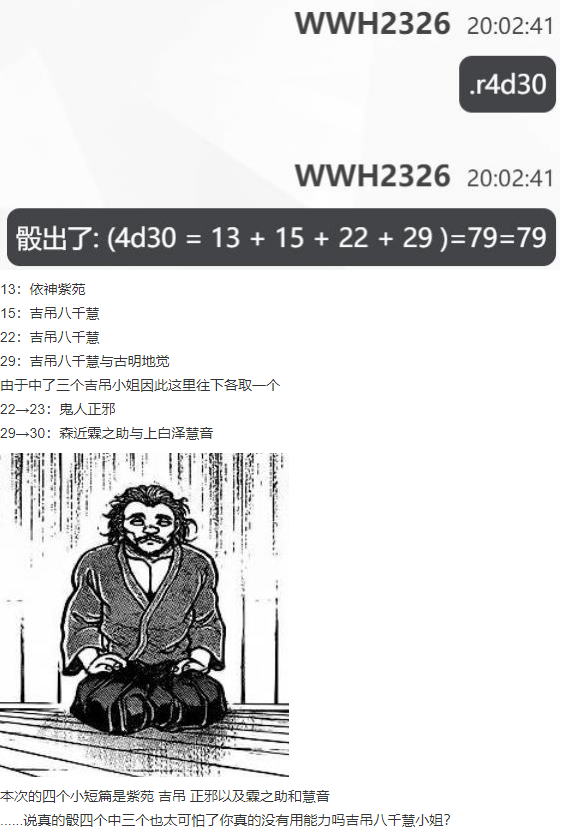 WWH2326 20:02:41
.r4d30
WWH2326 20:02:41
骰出了: (4d30 = 13 + 15 + 22 + 29 )=79=79
13：依神紫苑
15：吉吊八千慧
22：吉吊八千慧
29：吉吊八千慧与古明地觉
由于中了三个吉吊小姐因此这里往下各取一个
22→23：鬼人正邪
29→30：森近霖之助与上白泽慧音
本次的四个小短篇是紫苑 吉吊 正邪以及霖之助和慧音
......说真的骰四个中三个也太可怕了你真的没有用能力吗吉吊八千慧小姐?